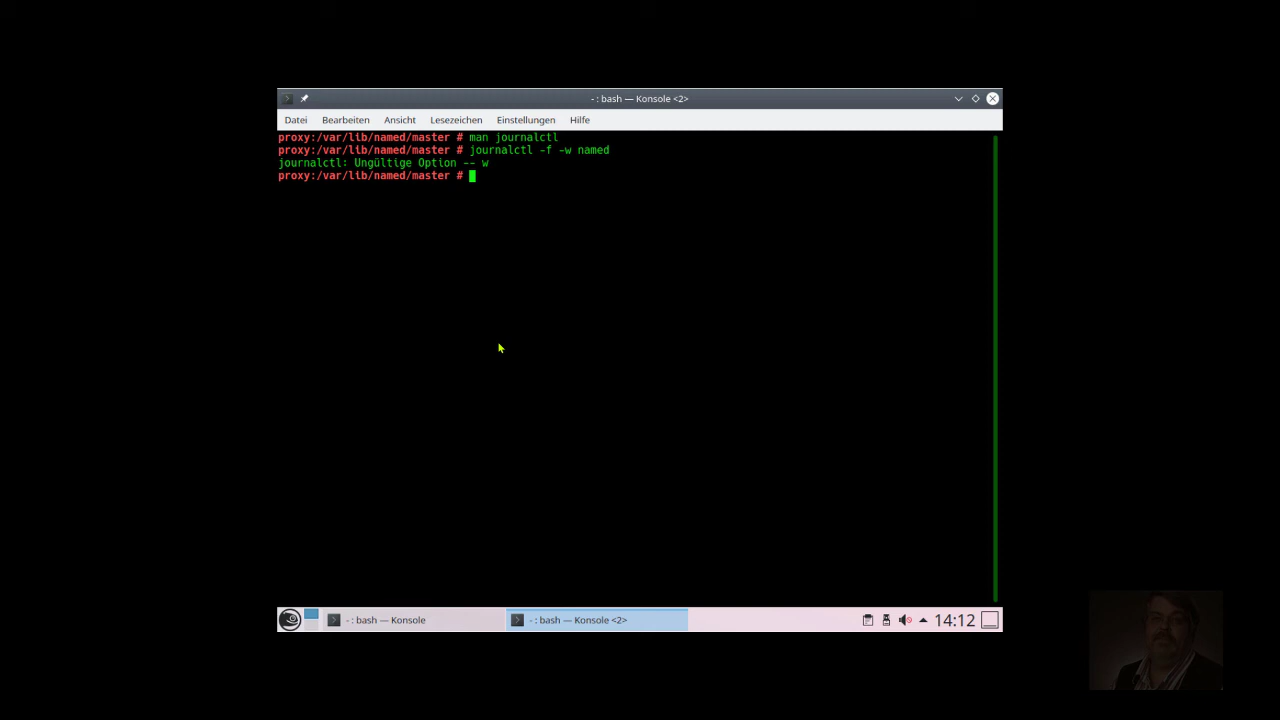 - : bash — Konsole <2>
Datei Bearbeiten Ansicht Lesezeichen Einstellungen Hilfe
proxy:/var/lib/named/master # man journalctl
proxy:/var/lib/named/master # journalctl -f -w named
journalctl: Ungültige Option -- w
proxy:/var/lib/named/master #
- : bash — Konsole - : bash — Konsole <2> 14:12